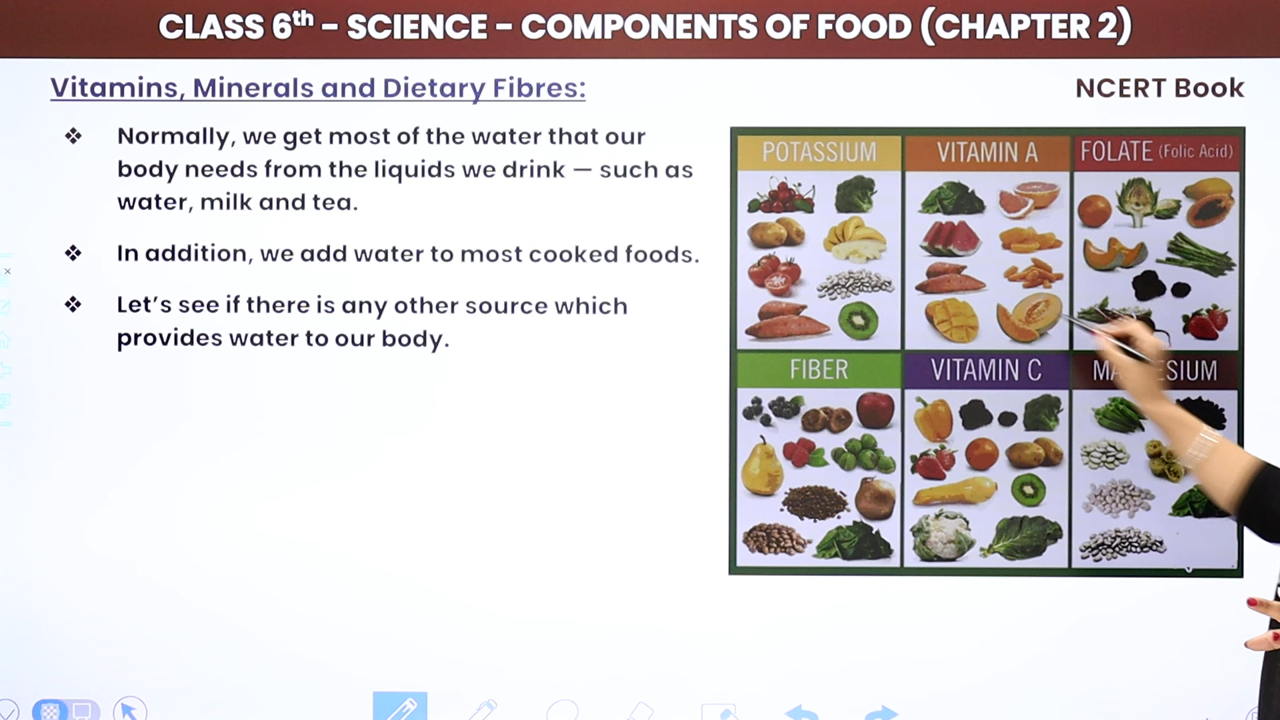 CLASS 6th - SCIENCE - COMPONENTS OF FOOD (CHAPTER 2)
Vitamins, Minerals and Dietary Fibres:
NCERT Book
❖ Normally, we get most of the water that our
body needs from the liquids we drink — such as
water, milk and tea.
❖ In addition, we add water to most cooked foods.
❖ Let's see if there is any other source which
provides water to our body.
POTASSIUM
VITAMIN A
FOLATE (Folic Acid)
FIBER
VITAMIN C